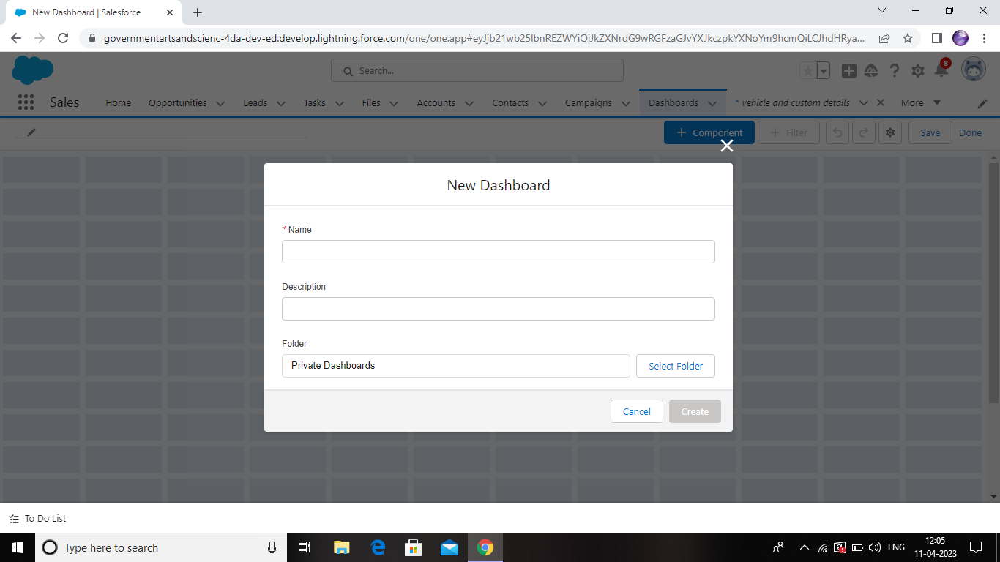 New Dashboard | Salesforce
governmentartsandscienc-4da-dev-ed.develop.lightning.force.com/one/one.app#eyJjb21wb25lbnREZWYiOiJkZXNrdG9wRGFzaGJvYXJkczpkYXNoYm9hcmQiLCJhdHRya...
Search...
8
Sales
Home
Opportunities
Leads
Tasks
Files
Accounts
Contacts
Campaigns
Dashboards
* vehicle and custom details
More
+ Component
+ Filter
Save
Done
New Dashboard
* Name
Description
Folder
Private Dashboards
Select Folder
Cancel
Create
To Do List
Type here to search
ENG
12:05
11-04-2023